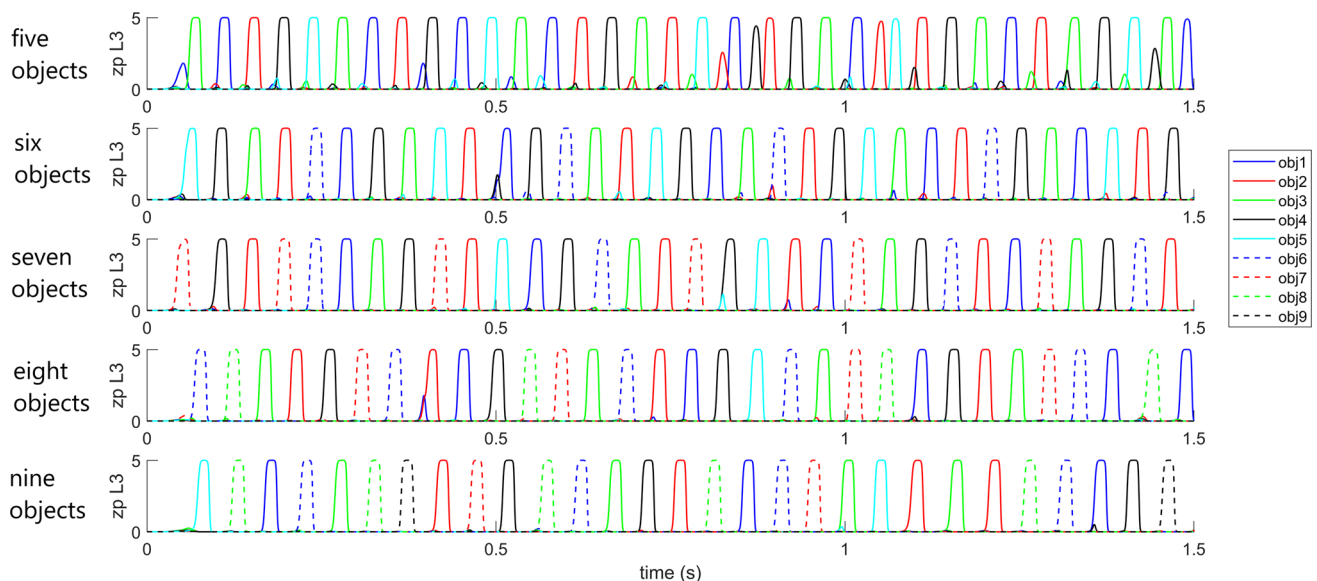 five
objects
zp L3
5
0
0
0.5
1
1.5
six
objects
zp L3
5
0
0
0.5
1
1.5
seven
objects
zp L3
5
0
0
0.5
1
1.5
eight
objects
zp L3
5
0
0
0.5
1
1.5
nine
objects
zp L3
5
0
0
0.5
1
1.5
time (s)
obj1
obj2
obj3
obj4
obj5
obj6
obj7
obj8
obj9